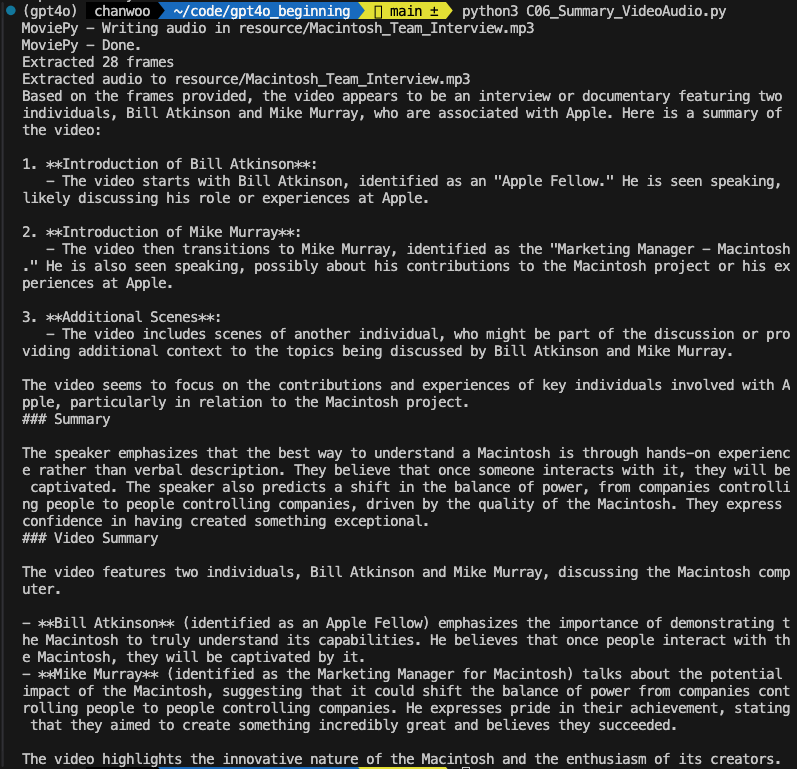 (gpt4o) chanwoo ~/code/gpt4o_beginning main ± python3 C06_Summary_VideoAudio.py
MoviePy - Writing audio in resource/Macintosh_Team_Interview.mp3
MoviePy - Done.
Extracted 28 frames
Extracted audio to resource/Macintosh_Team_Interview.mp3
Based on the frames provided, the video appears to be an interview or documentary featuring two
individuals, Bill Atkinson and Mike Murray, who are associated with Apple. Here is a summary of
the video:
1. **Introduction of Bill Atkinson**:
- The video starts with Bill Atkinson, identified as an "Apple Fellow." He is seen speaking,
likely discussing his role or experiences at Apple.
2. **Introduction of Mike Murray**:
- The video then transitions to Mike Murray, identified as the "Marketing Manager - Macintosh
." He is also seen speaking, possibly about his contributions to the Macintosh project or his ex
periences at Apple.
3. **Additional Scenes**:
- The video includes scenes of another individual, who might be part of the discussion or pro
viding additional context to the topics being discussed by Bill Atkinson and Mike Murray.
The video seems to focus on the contributions and experiences of key individuals involved with A
pple, particularly in relation to the Macintosh project.
### Summary
The speaker emphasizes that the best way to understand a Macintosh is through hands-on experienc
e rather than verbal description. They believe that once someone interacts with it, they will be
captivated. The speaker also predicts a shift in the balance of power, from companies controlli
ng people to people controlling companies, driven by the quality of the Macintosh. They express
confidence in having created something exceptional.
### Video Summary
The video features two individuals, Bill Atkinson and Mike Murray, discussing the Macintosh comp
uter.
- **Bill Atkinson** (identified as an Apple Fellow) emphasizes the importance of demonstrating t
he Macintosh to truly understand its capabilities. He believes that once people interact with th
e Macintosh, they will be captivated by it.
- **Mike Murray** (identified as the Marketing Manager for Macintosh) talks about the potential
impact of the Macintosh, suggesting that it could shift the balance of power from companies cont
rolling people to people controlling companies. He expresses pride in their achievement, stating
that they aimed to create something incredibly great and believes they succeeded.
The video highlights the innovative nature of the Macintosh and the enthusiasm of its creators.